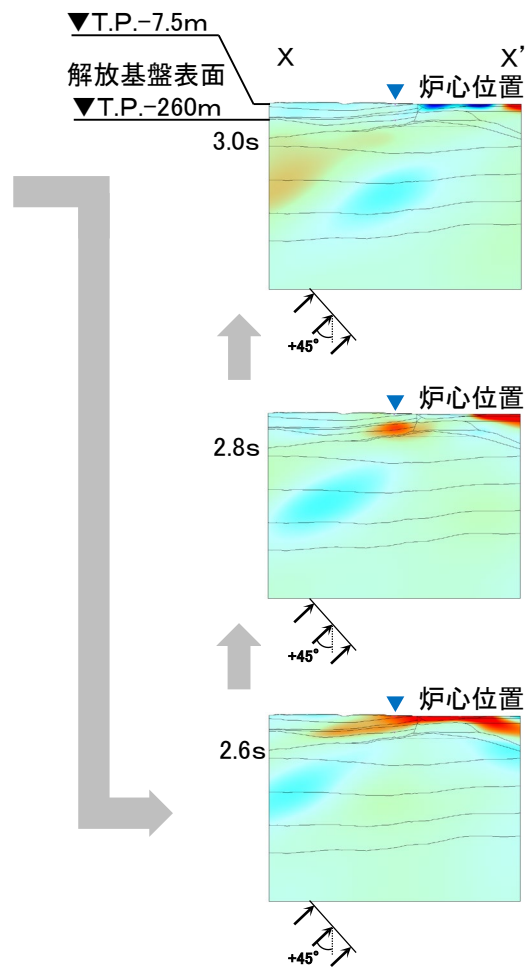 ▼T.P.-7.5m
X X'
解放基盤表面
▼T.P.-260m
▼ 炉心位置
3.0s
+45°
▼ 炉心位置
2.8s
+45°
▼ 炉心位置
2.6s
+45°